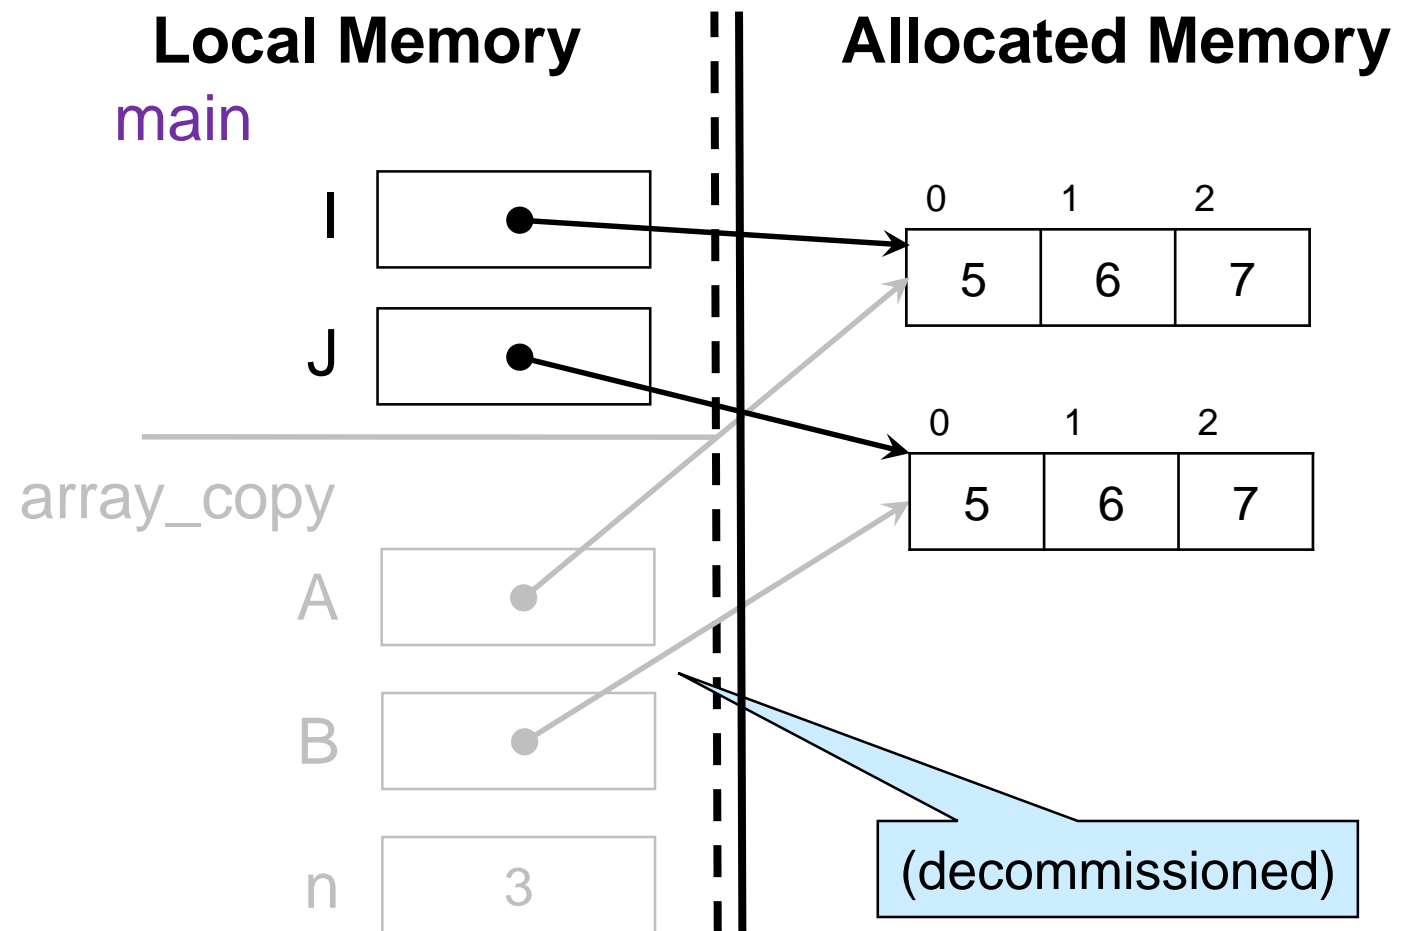 Local Memory
Allocated Memory
main
I
0 1 2
5 6 7
J
0 1 2
5 6 7
array_copy
A
B
(decommissioned)
n 3